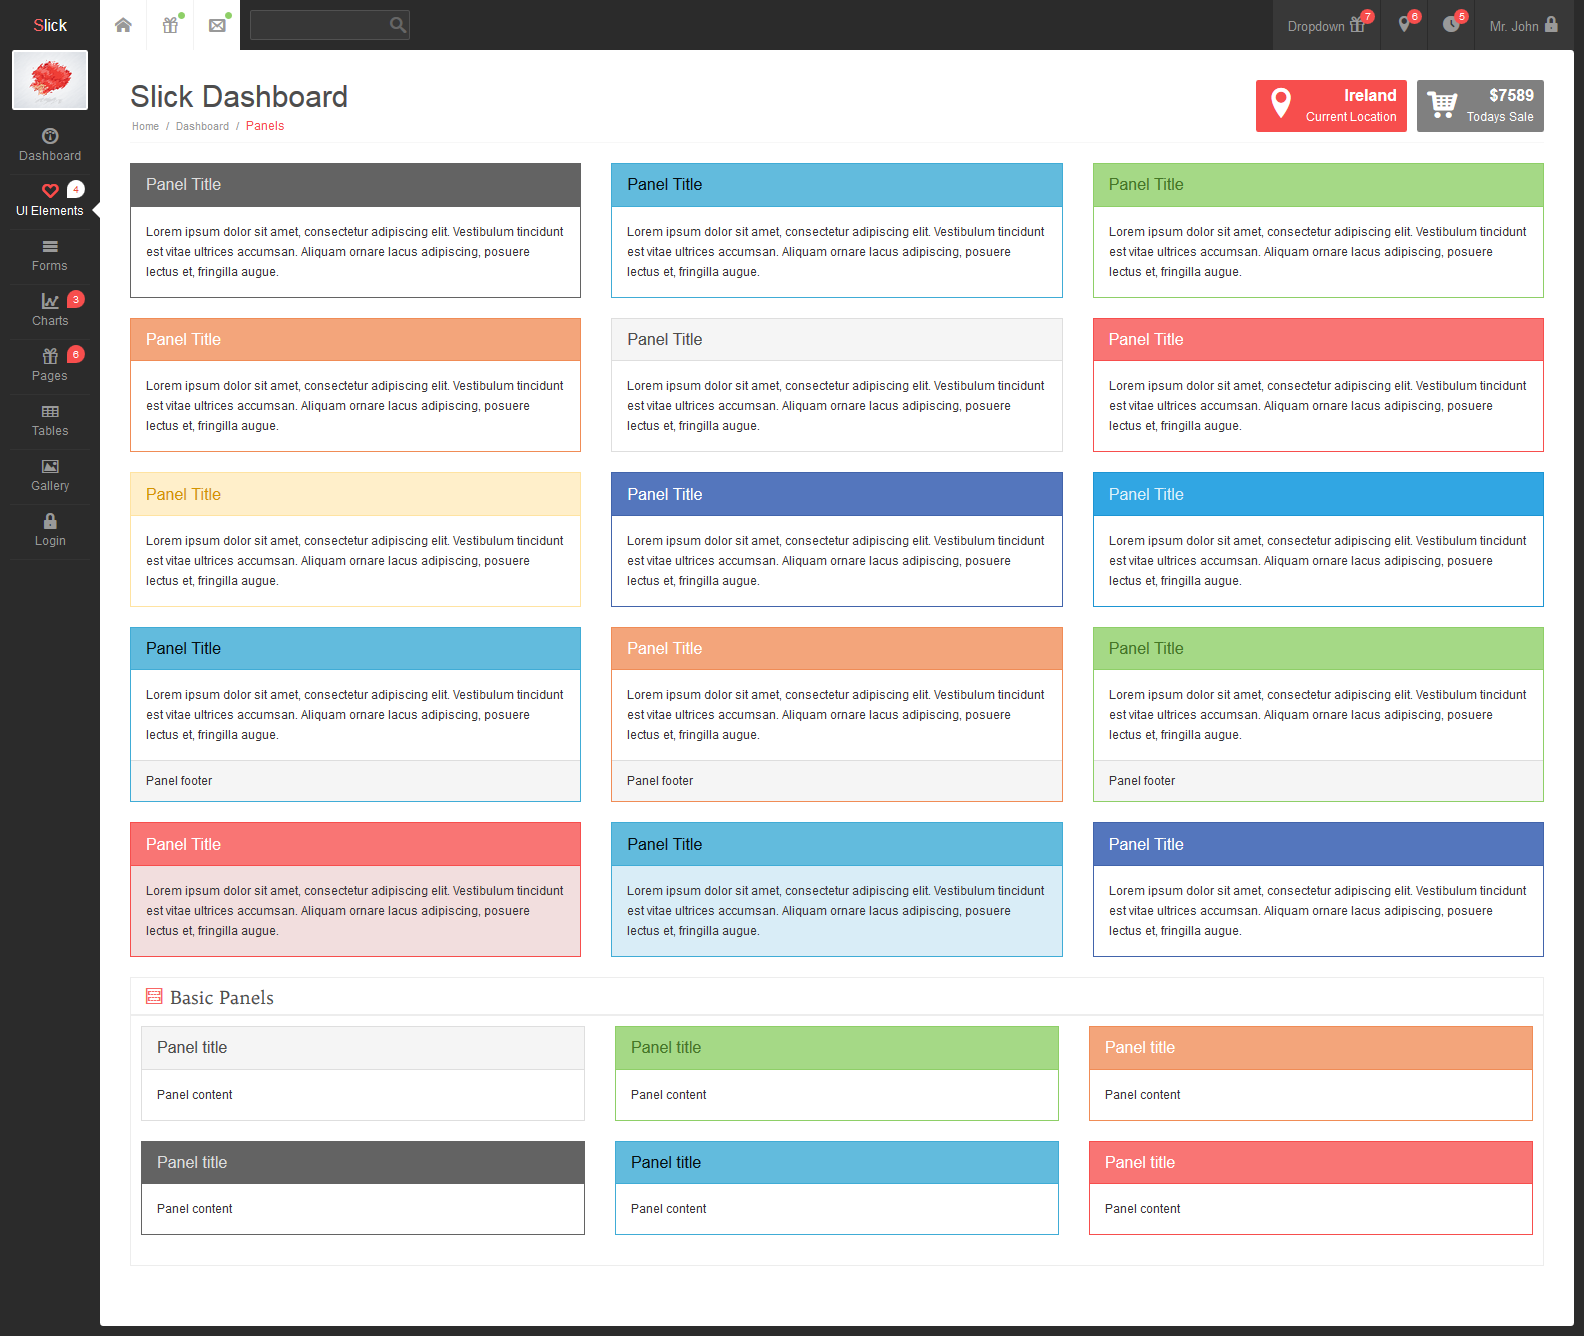 Slick
Dropdown 7 6 5 Mr. John
Dashboard
4
UI Elements
Forms
3
Charts
6
Pages
Tables
Gallery
Login
Slick Dashboard
Home / Dashboard / Panels
Ireland
Current Location
$7589
Todays Sale
Panel Title
Lorem ipsum dolor sit amet, consectetur adipiscing elit. Vestibulum tincidunt
est vitae ultrices accumsan. Aliquam ornare lacus adipiscing, posuere
lectus et, fringilla augue.
Panel Title
Lorem ipsum dolor sit amet, consectetur adipiscing elit. Vestibulum tincidunt
est vitae ultrices accumsan. Aliquam ornare lacus adipiscing, posuere
lectus et, fringilla augue.
Panel Title
Lorem ipsum dolor sit amet, consectetur adipiscing elit. Vestibulum tincidunt
est vitae ultrices accumsan. Aliquam ornare lacus adipiscing, posuere
lectus et, fringilla augue.
Panel Title
Lorem ipsum dolor sit amet, consectetur adipiscing elit. Vestibulum tincidunt
est vitae ultrices accumsan. Aliquam ornare lacus adipiscing, posuere
lectus et, fringilla augue.
Panel Title
Lorem ipsum dolor sit amet, consectetur adipiscing elit. Vestibulum tincidunt
est vitae ultrices accumsan. Aliquam ornare lacus adipiscing, posuere
lectus et, fringilla augue.
Panel Title
Lorem ipsum dolor sit amet, consectetur adipiscing elit. Vestibulum tincidunt
est vitae ultrices accumsan. Aliquam ornare lacus adipiscing, posuere
lectus et, fringilla augue.
Panel Title
Lorem ipsum dolor sit amet, consectetur adipiscing elit. Vestibulum tincidunt
est vitae ultrices accumsan. Aliquam ornare lacus adipiscing, posuere
lectus et, fringilla augue.
Panel Title
Lorem ipsum dolor sit amet, consectetur adipiscing elit. Vestibulum tincidunt
est vitae ultrices accumsan. Aliquam ornare lacus adipiscing, posuere
lectus et, fringilla augue.
Panel Title
Lorem ipsum dolor sit amet, consectetur adipiscing elit. Vestibulum tincidunt
est vitae ultrices accumsan. Aliquam ornare lacus adipiscing, posuere
lectus et, fringilla augue.
Panel Title
Lorem ipsum dolor sit amet, consectetur adipiscing elit. Vestibulum tincidunt
est vitae ultrices accumsan. Aliquam ornare lacus adipiscing, posuere
lectus et, fringilla augue.
Panel footer
Panel Title
Lorem ipsum dolor sit amet, consectetur adipiscing elit. Vestibulum tincidunt
est vitae ultrices accumsan. Aliquam ornare lacus adipiscing, posuere
lectus et, fringilla augue.
Panel footer
Panel Title
Lorem ipsum dolor sit amet, consectetur adipiscing elit. Vestibulum tincidunt
est vitae ultrices accumsan. Aliquam ornare lacus adipiscing, posuere
lectus et, fringilla augue.
Panel footer
Panel Title
Lorem ipsum dolor sit amet, consectetur adipiscing elit. Vestibulum tincidunt
est vitae ultrices accumsan. Aliquam ornare lacus adipiscing, posuere
lectus et, fringilla augue.
Panel Title
Lorem ipsum dolor sit amet, consectetur adipiscing elit. Vestibulum tincidunt
est vitae ultrices accumsan. Aliquam ornare lacus adipiscing, posuere
lectus et, fringilla augue.
Panel Title
Lorem ipsum dolor sit amet, consectetur adipiscing elit. Vestibulum tincidunt
est vitae ultrices accumsan. Aliquam ornare lacus adipiscing, posuere
lectus et, fringilla augue.
Basic Panels
Panel title
Panel content
Panel title
Panel content
Panel title
Panel content
Panel title
Panel content
Panel title
Panel content
Panel title
Panel content